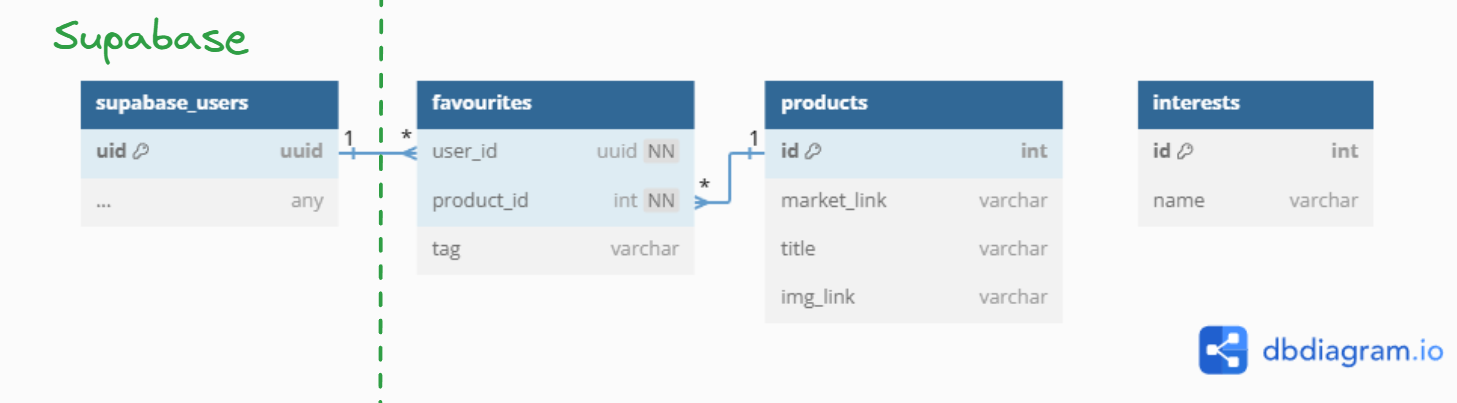 Supabase
supabase_users
uid uuid
... any
1 *
favourites
user_id uuid NN
product_id int NN
tag varchar
* 1
products
id int
market_link varchar
title varchar
img_link varchar
interests
id int
name varchar
dbdiagram.io